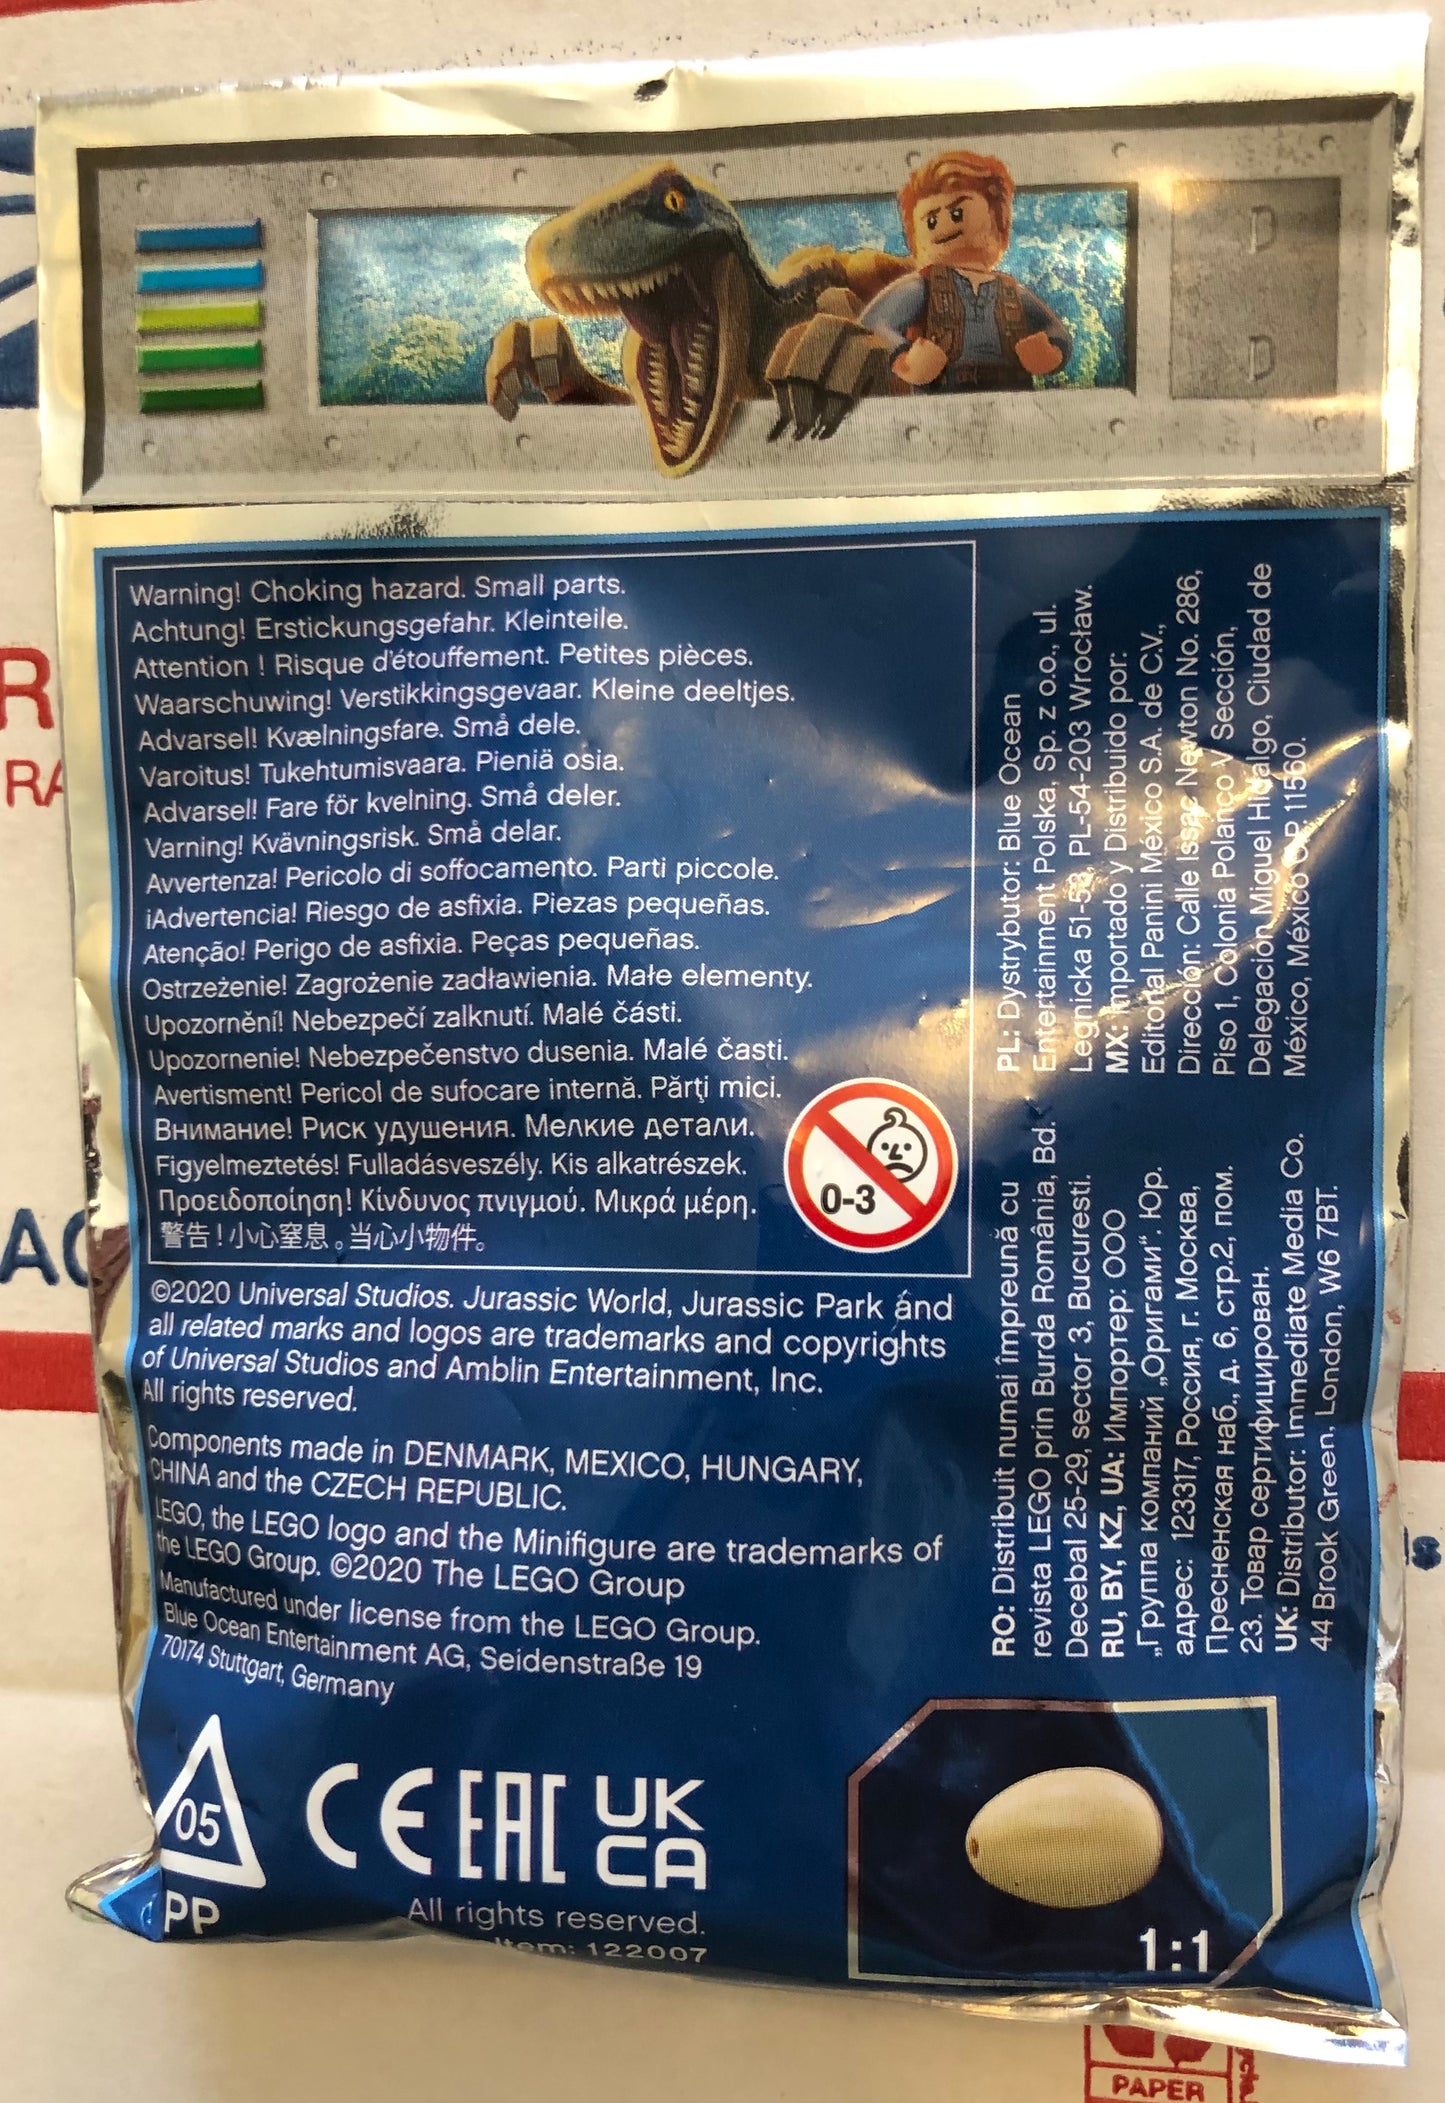 Warning! Choking hazard. Small parts.
Achtung! Erstickungsgefahr. Kleinteile.
Attention ! Risque d'étouffement. Petites pièces.
Waarschuwing! Verstikkingsgevaar. Kleine deeltjes.
Advarsel! Kvælningsfare. Små dele.
Varoitus! Tukehtumisvaara. Pieniä osia.
Advarsel! Fare för kvelning. Små deler.
Varning! Kvävningsrisk. Små delar.
Avvertenza! Pericolo di soffocamento. Parti piccole.
¡Advertencia! Riesgo de asfixia. Piezas pequeñas.
Atenção! Perigo de asfixia. Peças pequeñas.
Ostrzeżenie! Zagrożenie zadławienia. Małe elementy.
Upozornění! Nebezpečí zalknutí. Malé části.
Upozornenie! Nebezpečenstvo dusenia. Malé časti.
Avertisment! Pericol de sufocare internă. Părţi mici.
Внимание! Риск удушения. Мелкие детали.
Figyelmeztetés! Fulladásveszély. Kis alkatrészek.
Προειδοποίηση! Κίνδυνος πνιγμού. Μικρά μέρη.
警告！小心窒息。当心小物件。
0-3
©2020 Universal Studios. Jurassic World, Jurassic Park and
all related marks and logos are trademarks and copyrights
of Universal Studios and Amblin Entertainment, Inc.
All rights reserved.
Components made in DENMARK, MEXICO, HUNGARY,
CHINA and the CZECH REPUBLIC.
LEGO, the LEGO logo and the Minifigure are trademarks of
the LEGO Group. ©2020 The LEGO Group
Manufactured under license from the LEGO Group.
Blue Ocean Entertainment AG, Seidenstraße 19
70174 Stuttgart, Germany
05
PP
CE EAC UK
CA
All rights reserved.
Item: 122007
PL: Dystrybutor: Blue Ocean
Entertainment Polska, Sp. z o.o., ul.
Legnicka 51-53, PL-54-203 Wrocław.
MX: Importado y Distribuido por:
Editorial Panini México S.A. de C.V.,
Dirección: Calle Issac Newton No. 286,
Piso 1, Colonia Polanco V Sección,
Delegación Miguel Hidalgo, Ciudad de
México, México C.P. 11560.
RO: Distribuit numai împreună cu
revista LEGO prin Burda România, Bd.
Decebal 25-29, sector 3, Bucuresti.
RU, BY, KZ, UA: Импортер: ООО
„Группа компаний „Оригами“. Юр.
адрес: 123317, Россия, г. Москва,
Пресненская наб., д. 6, стр.2, пом.
23. Товар сертифицирован.
UK: Distributor: Immediate Media Co.
44 Brook Green, London, W6 7BT.
1:1
R
RA
AC
PAPER